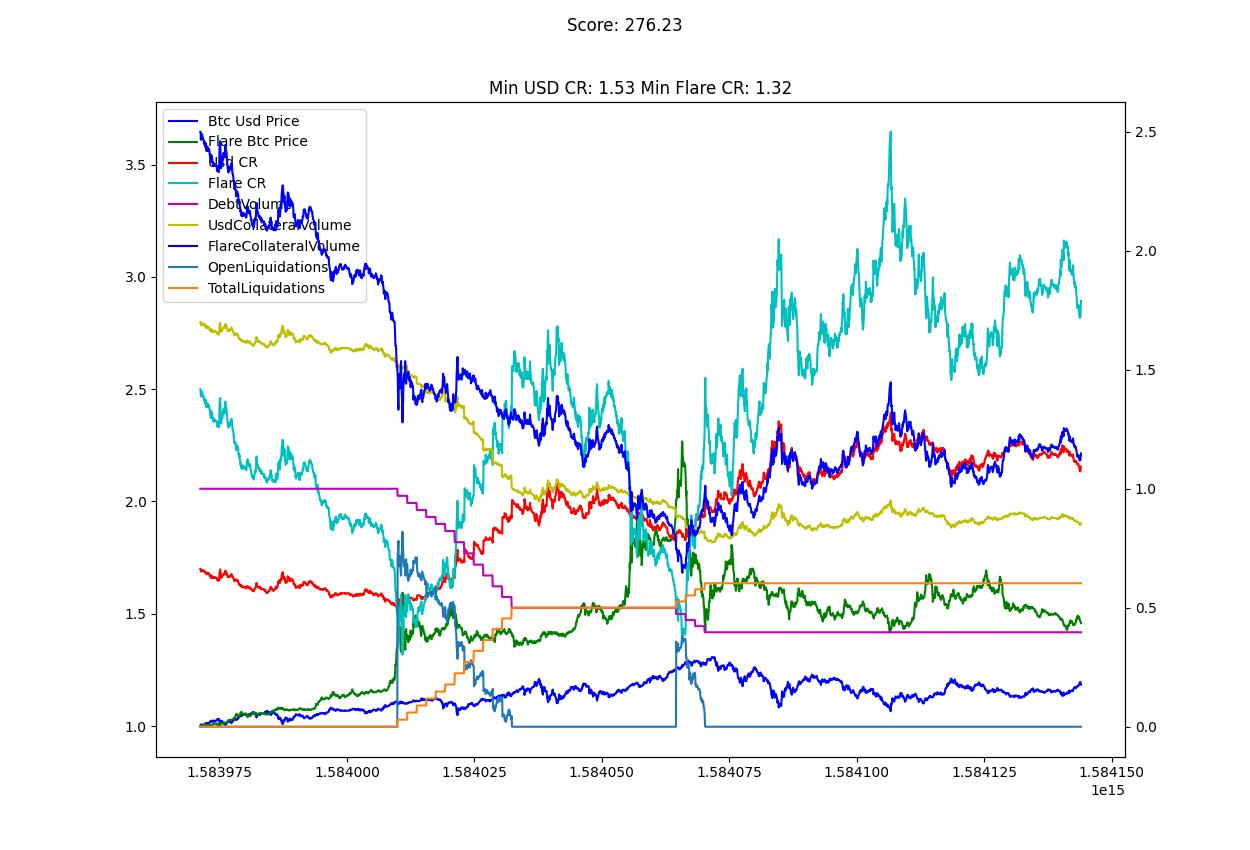 Score: 276.23
Min USD CR: 1.53 Min Flare CR: 1.32
Btc Usd Price
Flare Btc Price
Usd CR
Flare CR
DebtVolume
UsdCollateralVolume
FlareCollateralVolume
OpenLiquidations
TotalLiquidations
3.5
3.0
2.5
2.0
1.5
1.0
2.5
2.0
1.5
1.0
0.5
0.0
1.583975 1.584000 1.584025 1.584050 1.584075 1.584100 1.584125 1.584150
1e15